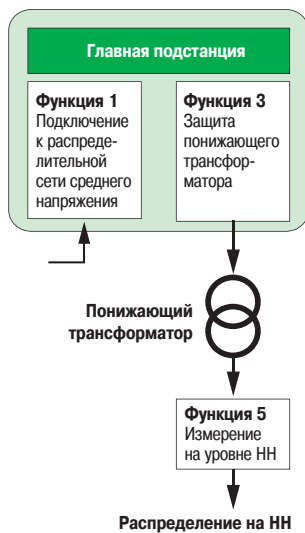 Главная подстанция
Функция 1
Подключение
к распреде-
лительной
сети среднего
напряжения
Функция 3
Защита
понижающего
трансфор-
матора
Понижающий
трансформатор
Функция 5
Измерение
на уровне НН
Распределение на НН